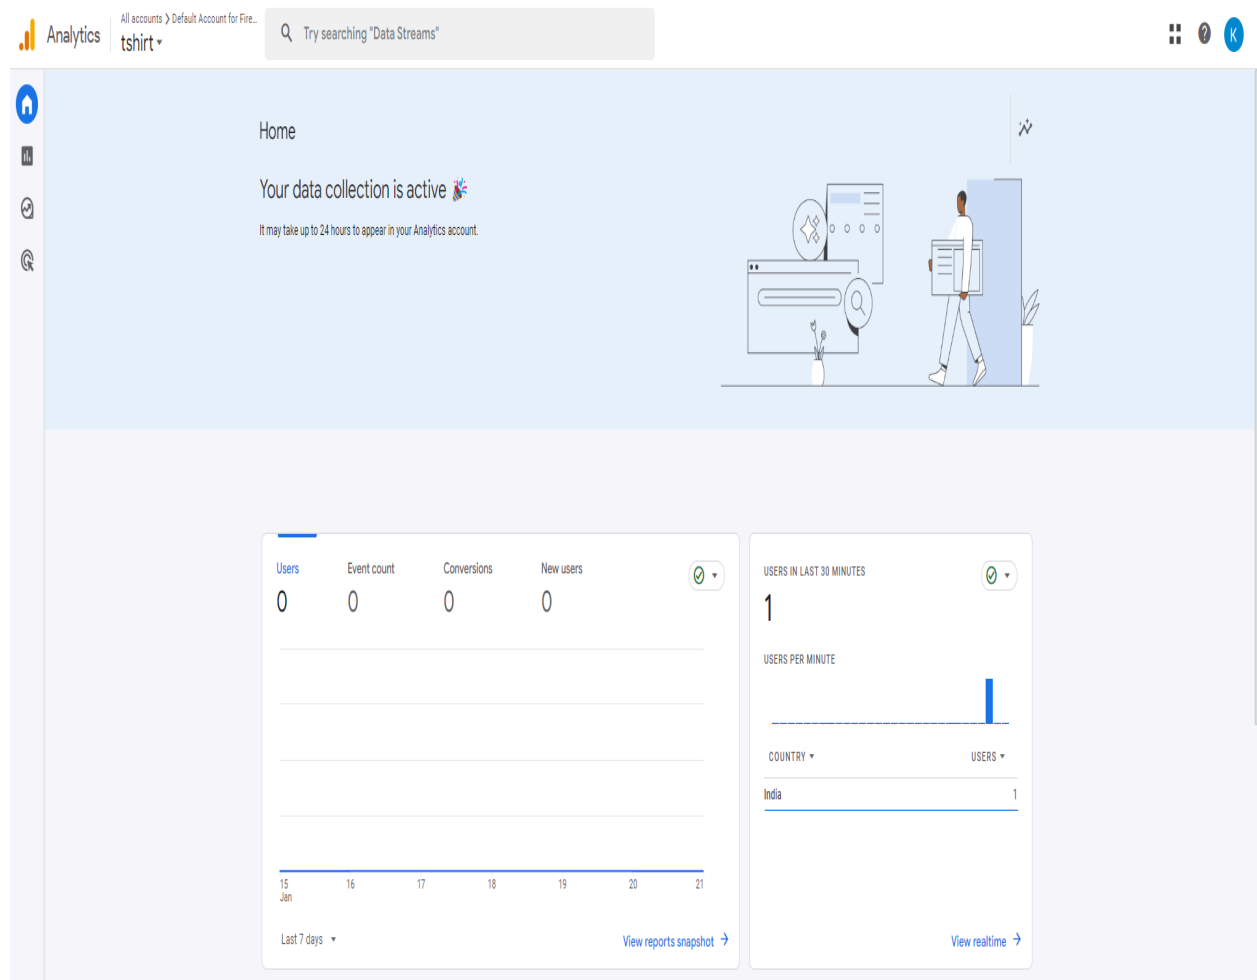 Analytics
All accounts > Default Account for Fire...
tshirt
Try searching "Data Streams"
K
Home
Your data collection is active 🎉
It may take up to 24 hours to appear in your Analytics account.
Users
0
Event count
0
Conversions
0
New users
0
15
Jan
16
17
18
19
20
21
Last 7 days
View reports snapshot
USERS IN LAST 30 MINUTES
1
USERS PER MINUTE
COUNTRY
USERS
India
1
View realtime